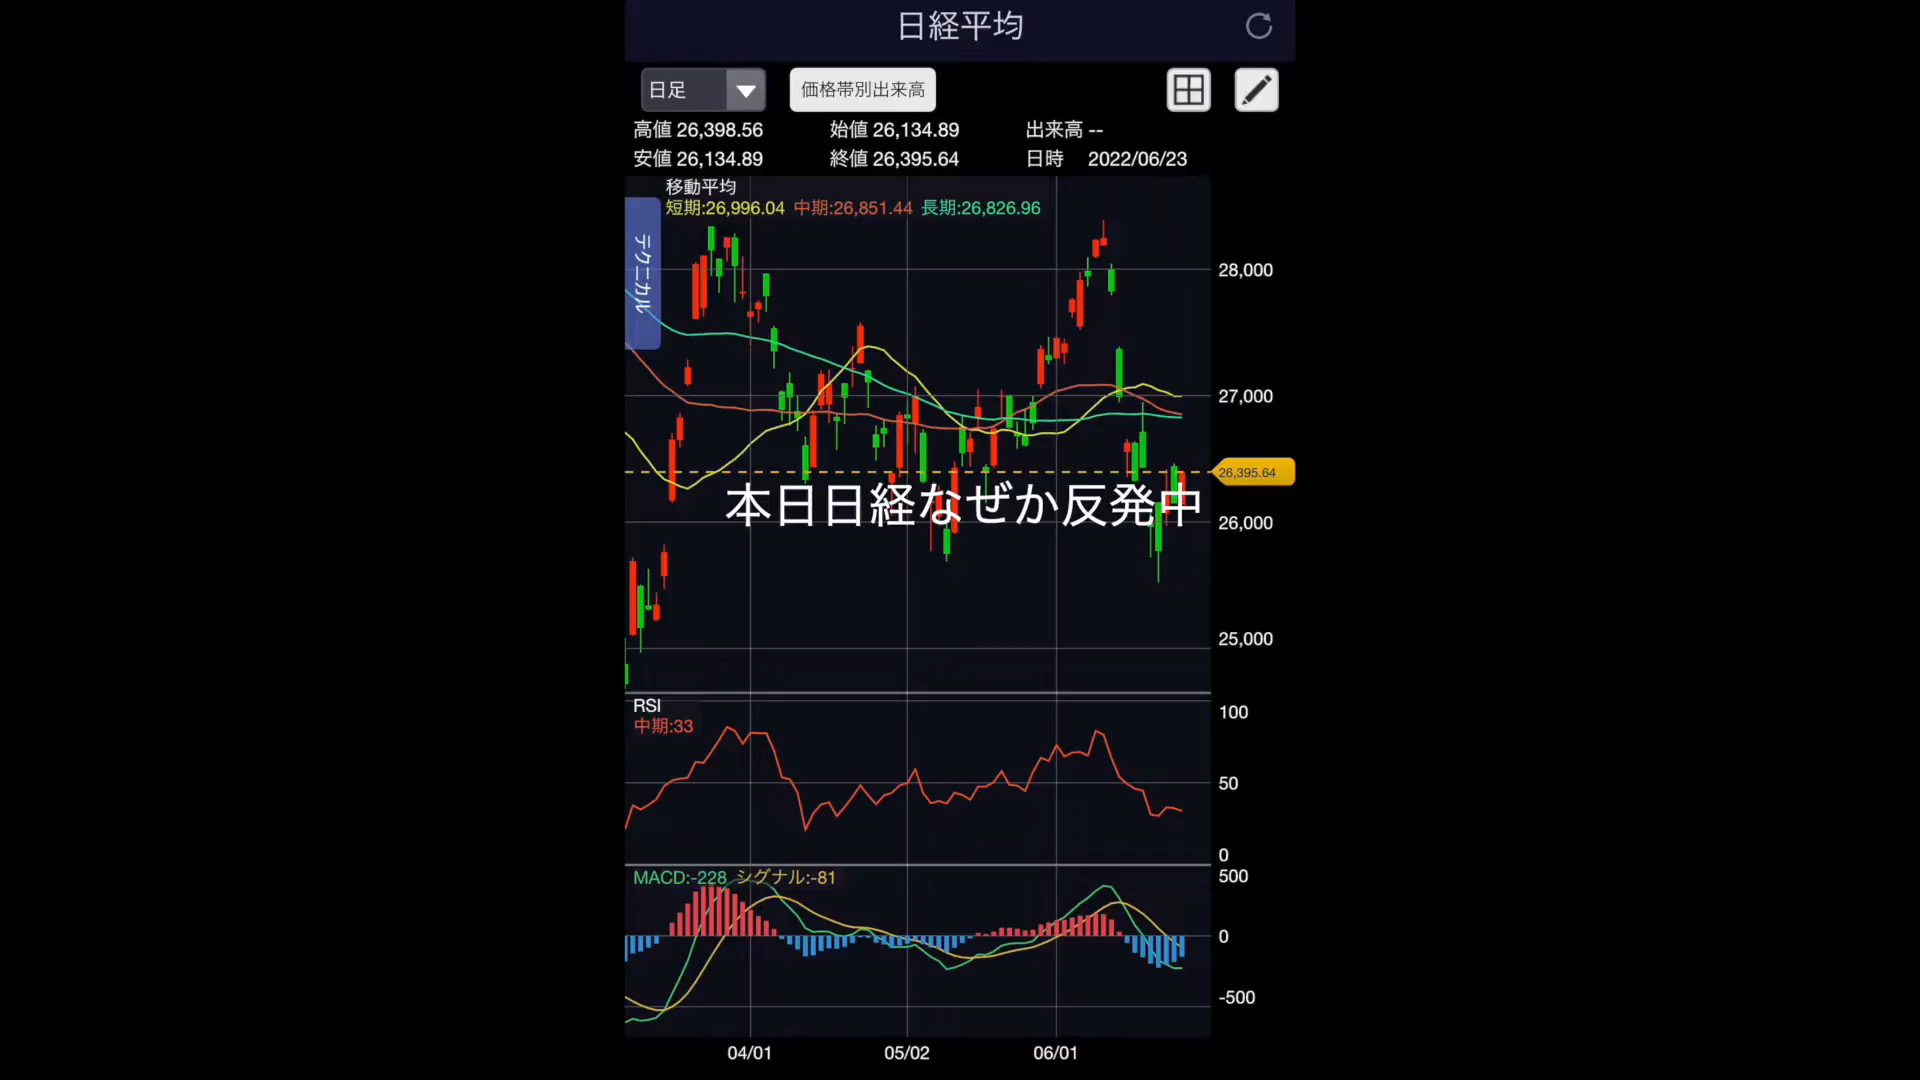 日経平均
日足 価格帯別出来高
高値 26,398.56 始値 26,134.89 出来高 --
安値 26,134.89 終値 26,395.64 日時 2022/06/23
移動平均
短期:26,996.04 中期:26,851.44 長期:26,826.96
テクニカル
28,000
27,000
26,395.64
本日日経なぜか反発中
26,000
25,000
RSI
中期:33
100
50
0
MACD:-228 シグナル:-81
500
0
-500
04/01 05/02 06/01